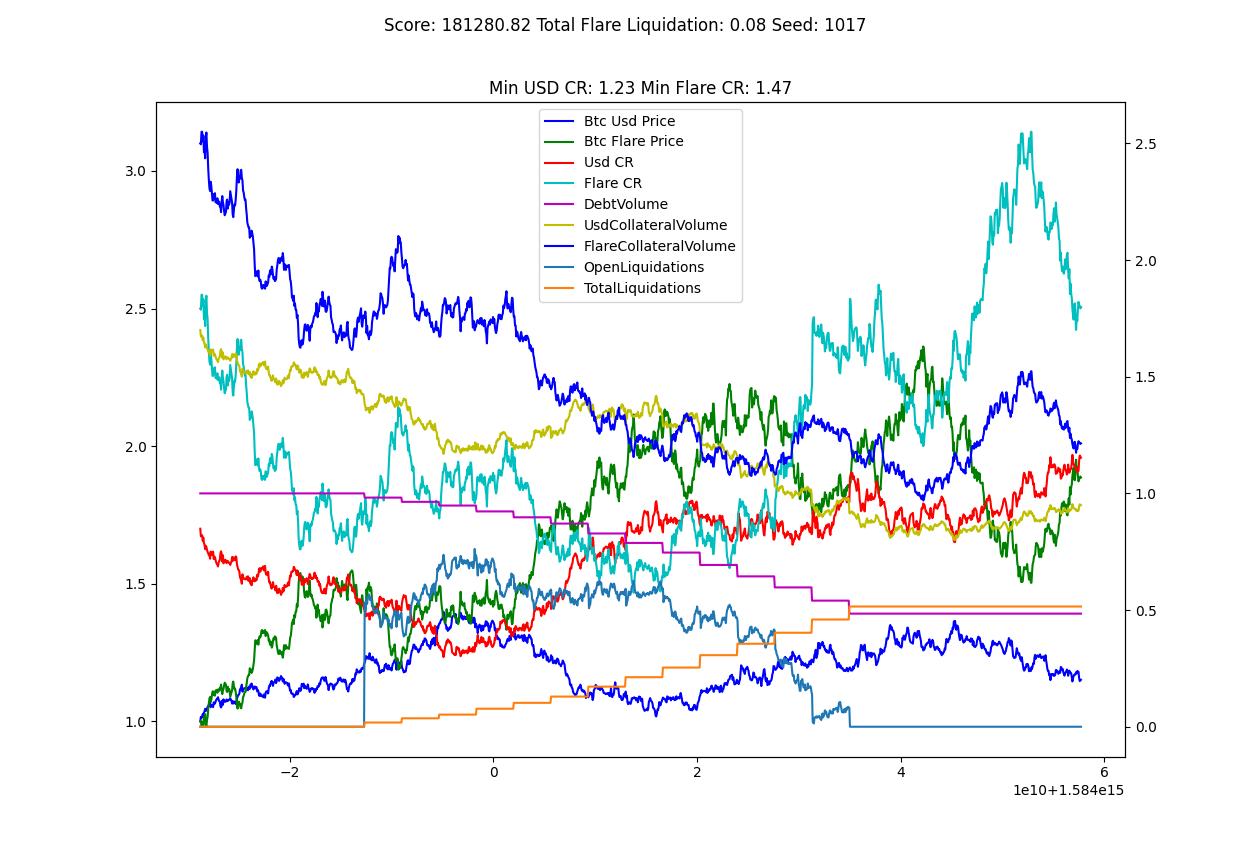 Score: 181280.82 Total Flare Liquidation: 0.08 Seed: 1017
Min USD CR: 1.23 Min Flare CR: 1.47
Btc Usd Price
Btc Flare Price
Usd CR
Flare CR
DebtVolume
UsdCollateralVolume
FlareCollateralVolume
OpenLiquidations
TotalLiquidations
3.0
2.5
2.0
1.5
1.0
2.5
2.0
1.5
1.0
0.5
0.0
−2
0
2
4
6
1e10+1.584e15